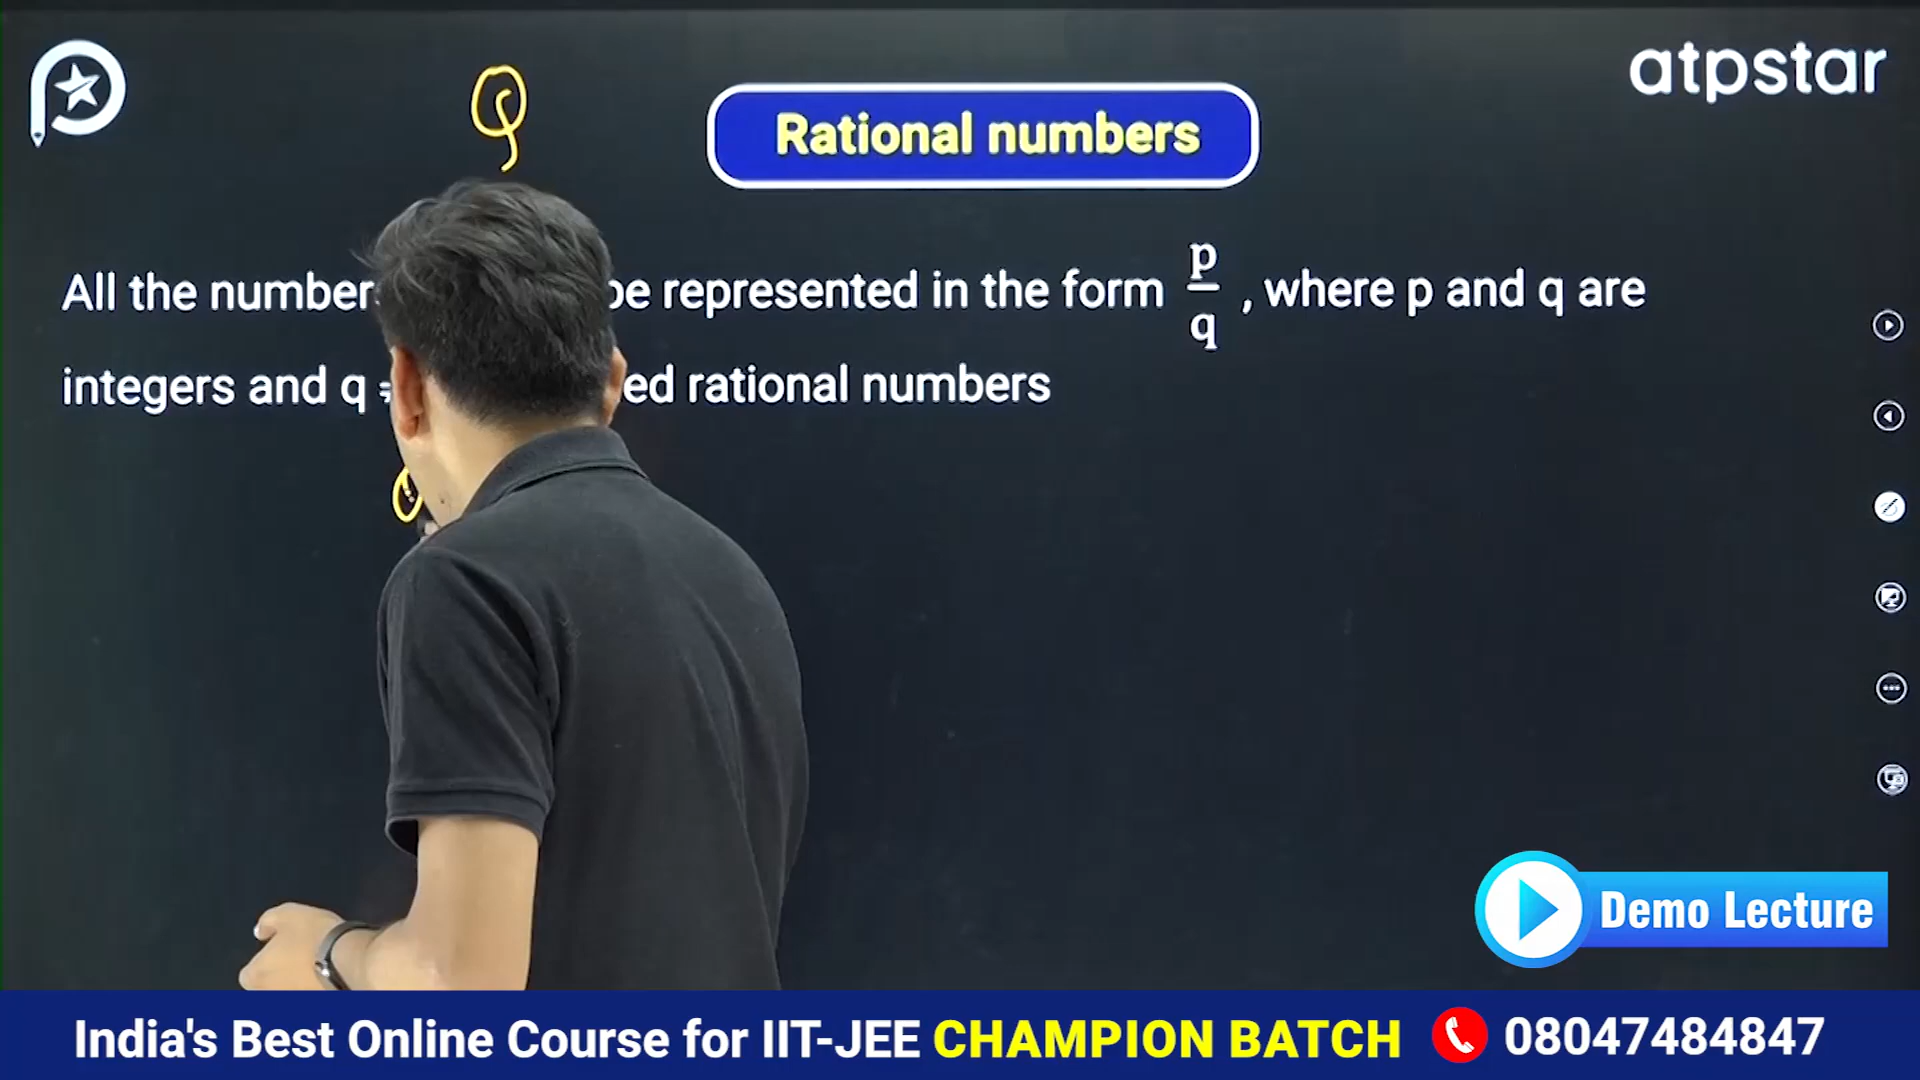 atpstar
Q
Rational numbers
All the number be represented in the form p/q , where p and q are
integers and q ed rational numbers
Demo Lecture
India's Best Online Course for IIT-JEE CHAMPION BATCH 08047484847